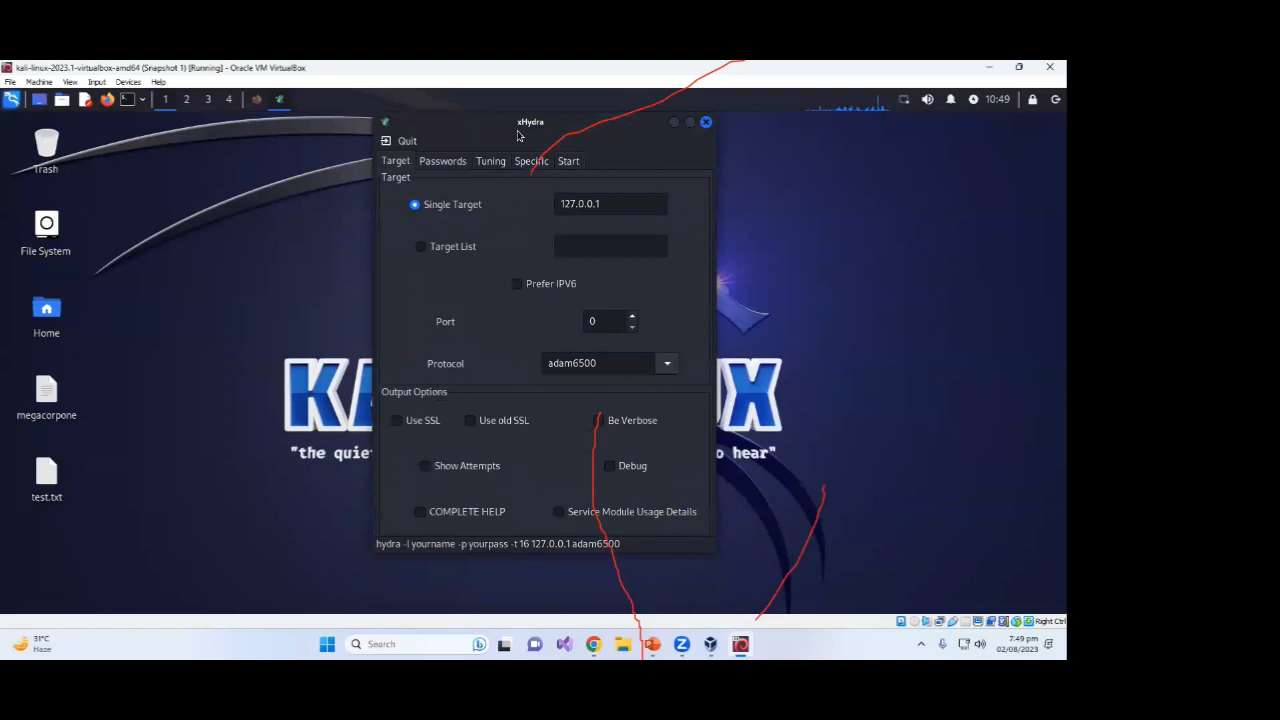 kali-linux-2023.1-virtualbox-amd64 (Snapshot 1) [Running] - Oracle VM VirtualBox
File Machine View Input Devices Help
1 2 3 4 10:49
xHydra
Quit
Target Passwords Tuning Specific Start
Target
Single Target 127.0.0.1
Target List
Prefer IPV6
Port 0
Protocol adam6500
Output Options
Use SSL Use old SSL Be Verbose
Show Attempts Debug
COMPLETE HELP Service Module Usage Details
hydra -l yourname -p yourpass -t 16 127.0.0.1 adam6500
Trash
File System
Home
megacorpone
test.txt
KA X
"the quie o hear"
Right Ctrl
31°C
Haze
Search
7:49 pm
02/08/2023